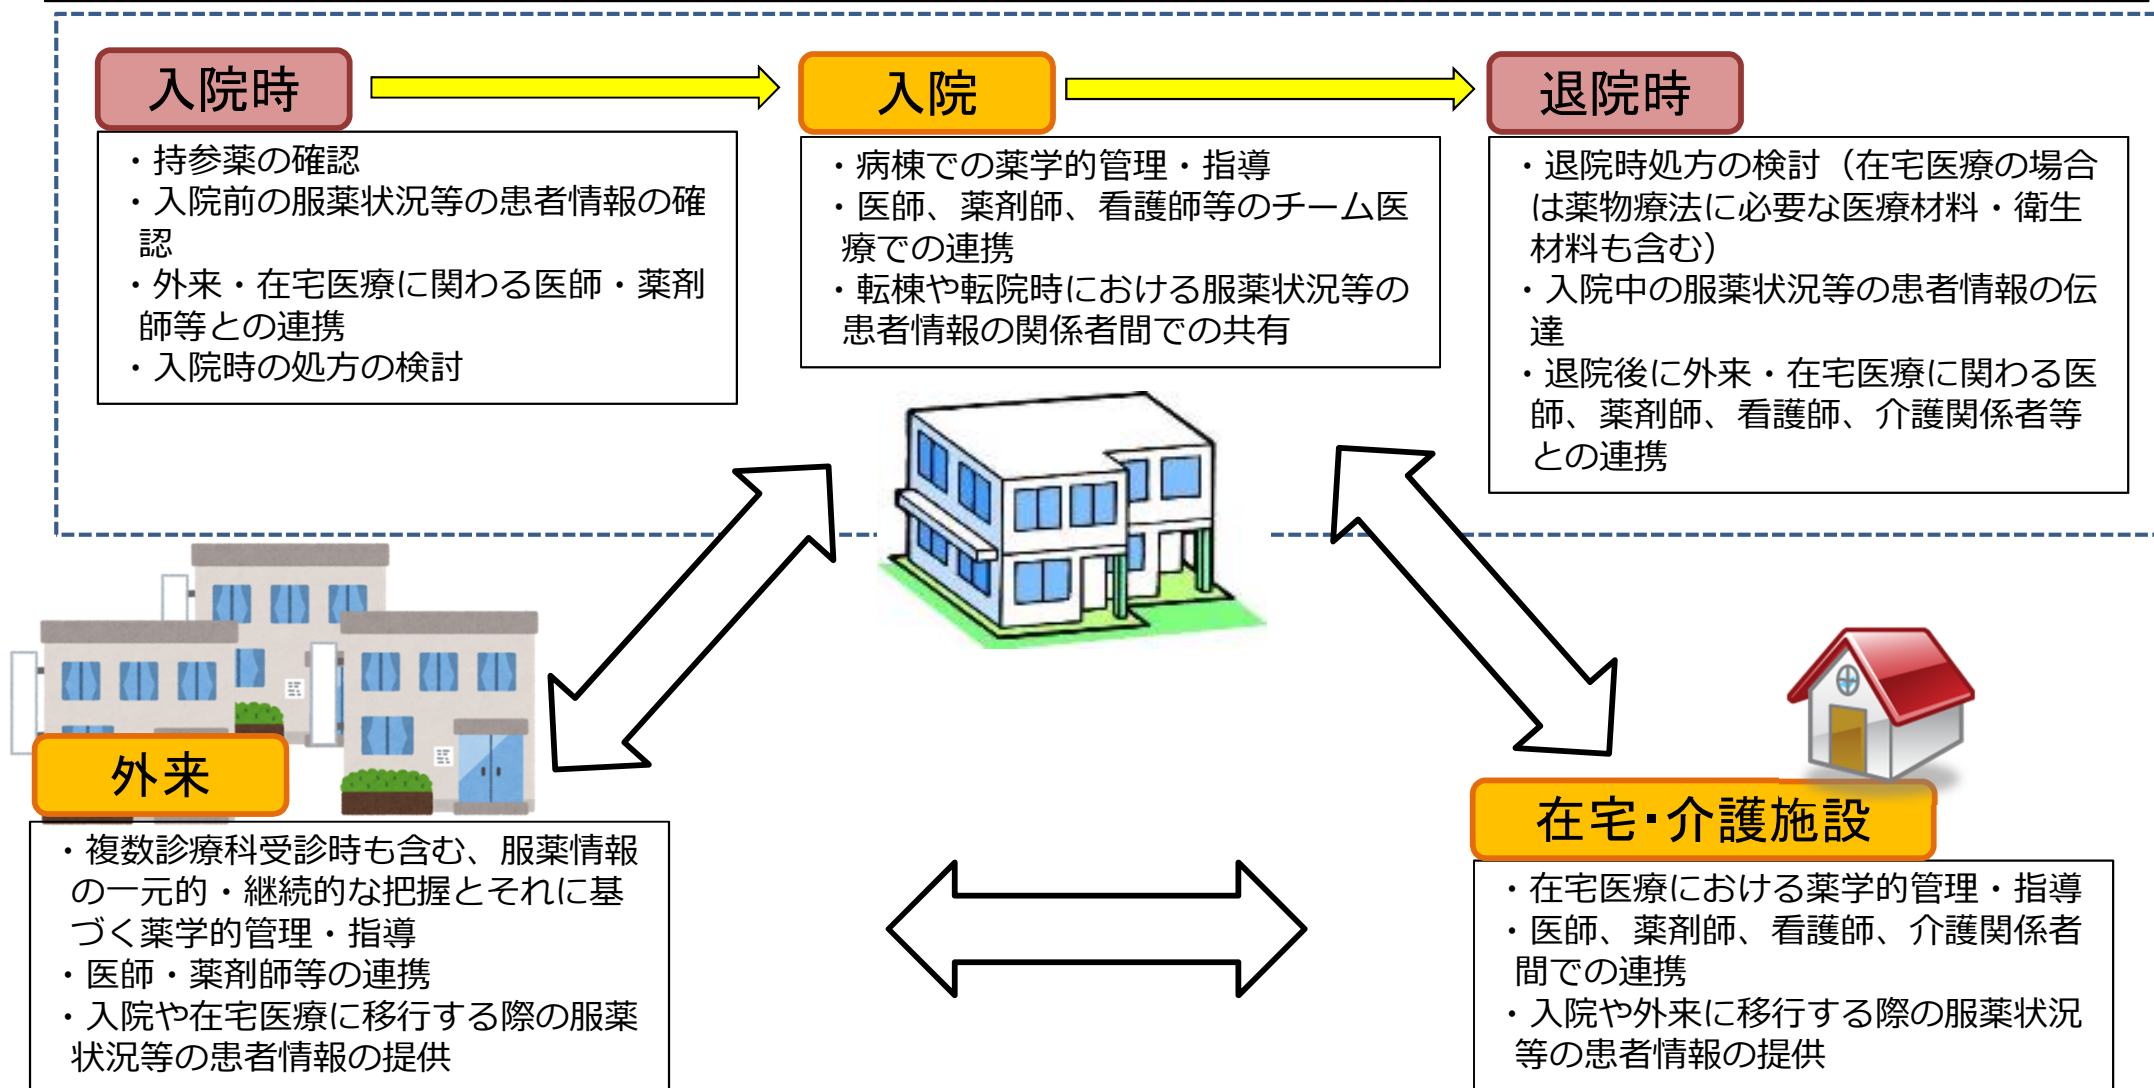 入院時
・持参薬の確認
・入院前の服薬状況等の患者情報の確
認
・外来・在宅医療に関わる医師・薬剤
師等との連携
・入院時の処方の検討
入院
・病棟での薬学的管理・指導
・医師、薬剤師、看護師等のチーム医
療での連携
・転棟や転院時における服薬状況等の
患者情報の関係者間での共有
退院時
・退院時処方の検討（在宅医療の場合
は薬物療法に必要な医療材料・衛生
材料も含む）
・入院中の服薬状況等の患者情報の伝
達
・退院後に外来・在宅医療に関わる医
師、薬剤師、看護師、介護関係者等
との連携
外来
・複数診療科受診時も含む、服薬情報
の一元的・継続的な把握とそれに基
づく薬学的管理・指導
・医師・薬剤師等の連携
・入院や在宅医療に移行する際の服薬
状況等の患者情報の提供
在宅・介護施設
・在宅医療における薬学的管理・指導
・医師、薬剤師、看護師、介護関係者
間での連携
・入院や外来に移行する際の服薬状況
等の患者情報の提供